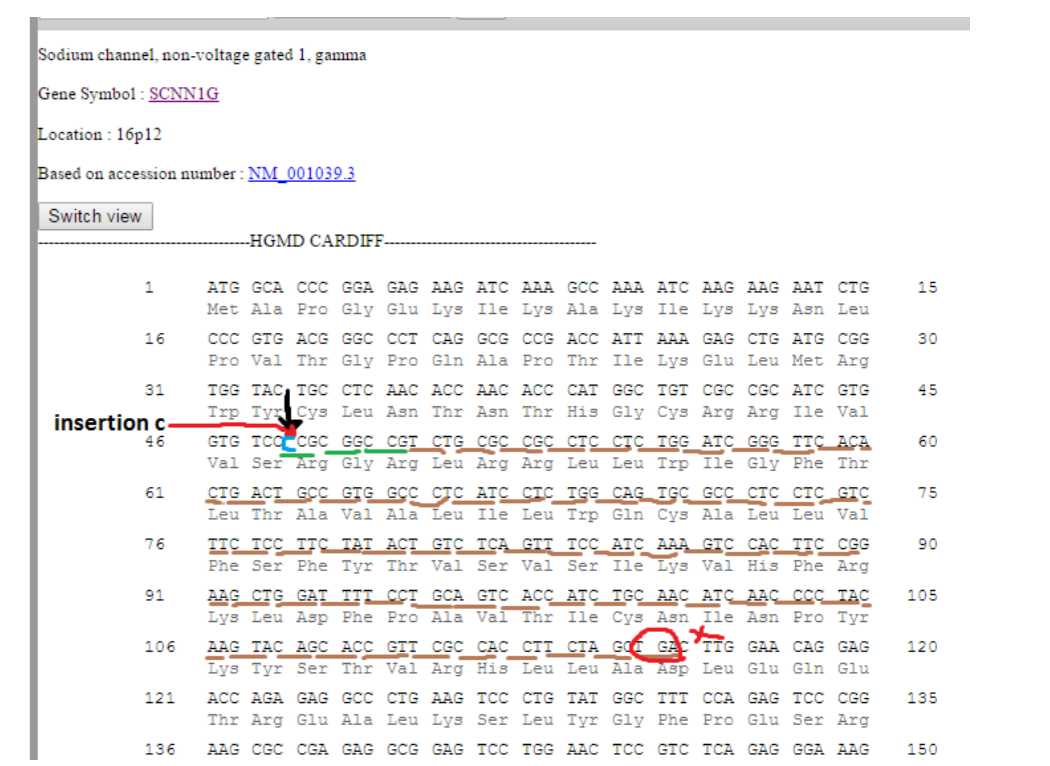 Sodium channel, non-voltage gated 1, gamma
Gene Symbol : SCNN1G
Location : 16p12
Based on accession number : NM_001039.3
Switch view
------------------------------------------HGMD CARDIFF------------------------------------------
1 ATG GCA CCC GGA GAG AAG ATC AAA GCC AAA ATC AAG AAG AAT CTG 15
Met Ala Pro Gly Glu Lys Ile Lys Ala Lys Ile Lys Lys Asn Leu
16 CCC GTG ACG GGC CCT CAG GCG CCG ACC ATT AAA GAG CTG ATG CGG 30
Pro Val Thr Gly Pro Gln Ala Pro Thr Ile Lys Glu Leu Met Arg
31 TGG TAC TGC CTC AAC ACC AAC ACC CAT GGC TGT CGC CGC ATC GTG 45
Trp Tyr Cys Leu Asn Thr Asn Thr His Gly Cys Arg Arg Ile Val
insertion c
46 GTG TCC C CGC GGC CGT CTG CGC CGC CTC CTC TGG ATC GGG TTC ACA 60
Val Ser Arg Gly Arg Leu Arg Arg Leu Leu Trp Ile Gly Phe Thr
61 CTG ACT GCC GTG GCC CTC ATC CTC TGG CAG TGC GCC CTC CTC GTC 75
Leu Thr Ala Val Ala Leu Ile Leu Trp Gln Cys Ala Leu Leu Val
76 TTC TCC TTC TAT ACT GTC TCA GTT TCC ATC AAA GTC CAC TTC CGG 90
Phe Ser Phe Tyr Thr Val Ser Val Ser Ile Lys Val His Phe Arg
91 AAG CTG GAT TTT CCT GCA GTC ACC ATC TGC AAC ATC AAC CCC TAC 105
Lys Leu Asp Phe Pro Ala Val Thr Ile Cys Asn Ile Asn Pro Tyr
106 AAG TAC AGC ACC GTT CGC CAC CTT CTA GCT GAC TTG GAA CAG GAG 120
Lys Tyr Ser Thr Val Arg His Leu Leu Ala Asp Leu Glu Gln Glu
121 ACC AGA GAG GCC CTG AAG TCC CTG TAT GGC TTT CCA GAG TCC CGG 135
Thr Arg Glu Ala Leu Lys Ser Leu Tyr Gly Phe Pro Glu Ser Arg
136 AAG CGC CGA GAG GCG GAG TCC TGG AAC TCC GTC TCA GAG GGA AAG 150